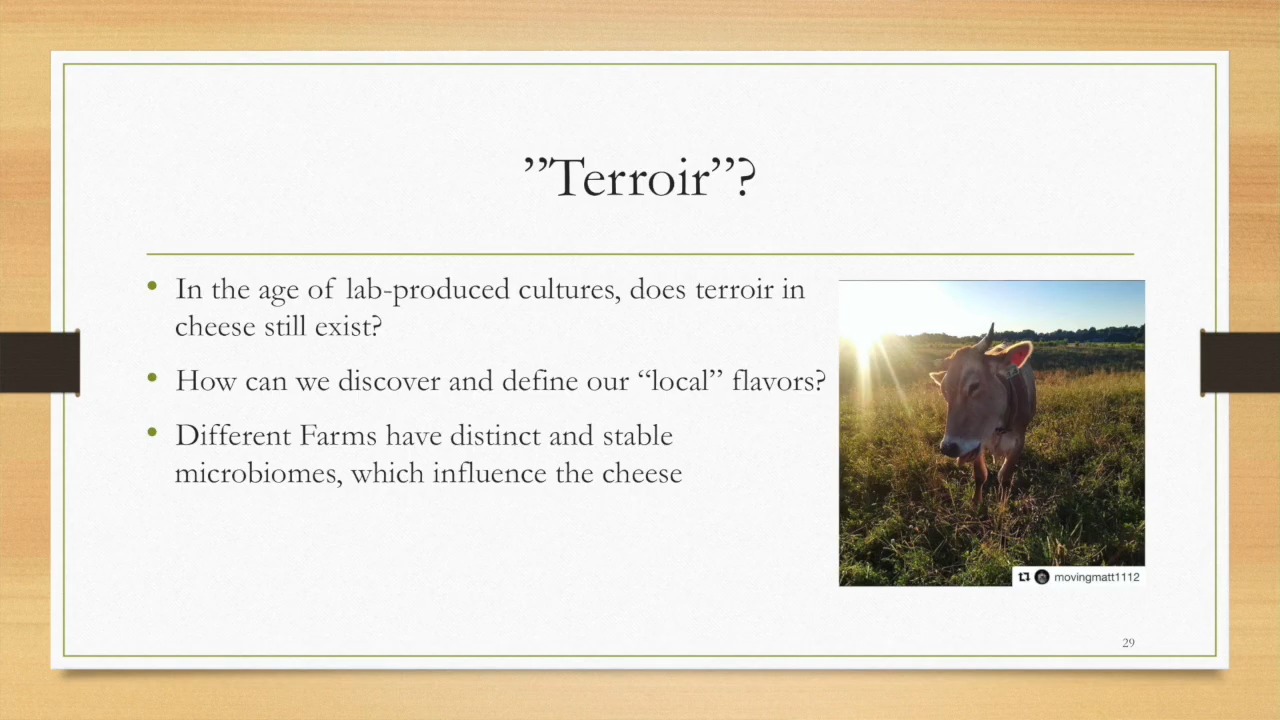 ”Terroir”?
• In the age of lab-produced cultures, does terroir in
cheese still exist?
• How can we discover and define our “local” flavors?
• Different Farms have distinct and stable
microbiomes, which influence the cheese
movingmatt1112
29